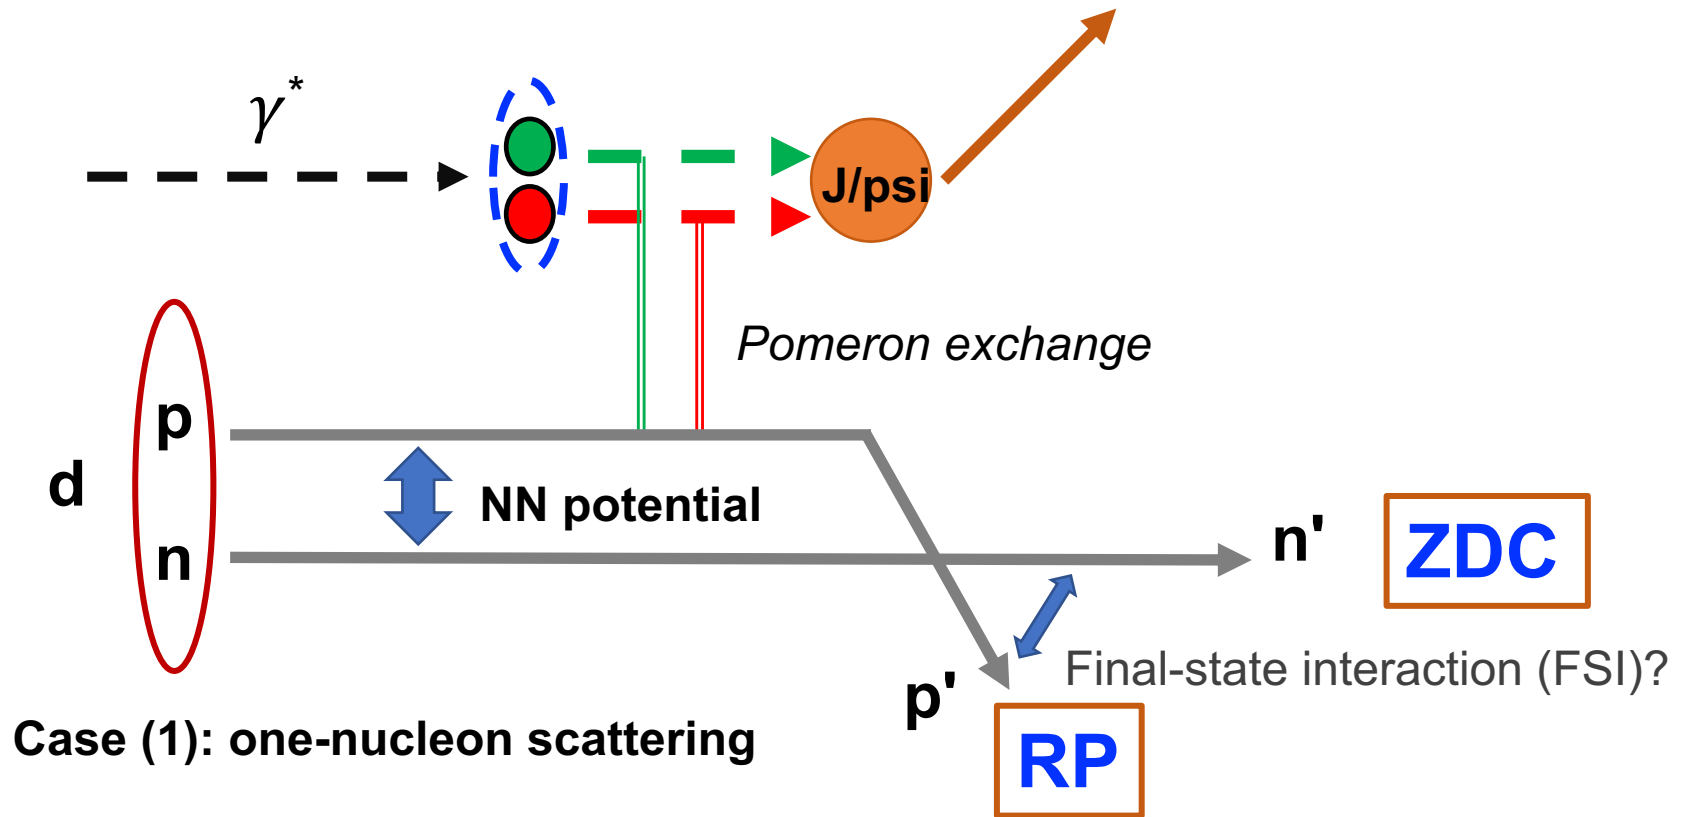 γ*
J/psi
Pomeron exchange
p
d
NN potential
n
n'
ZDC
Final-state interaction (FSI)?
p'
Case (1): one-nucleon scattering
RP